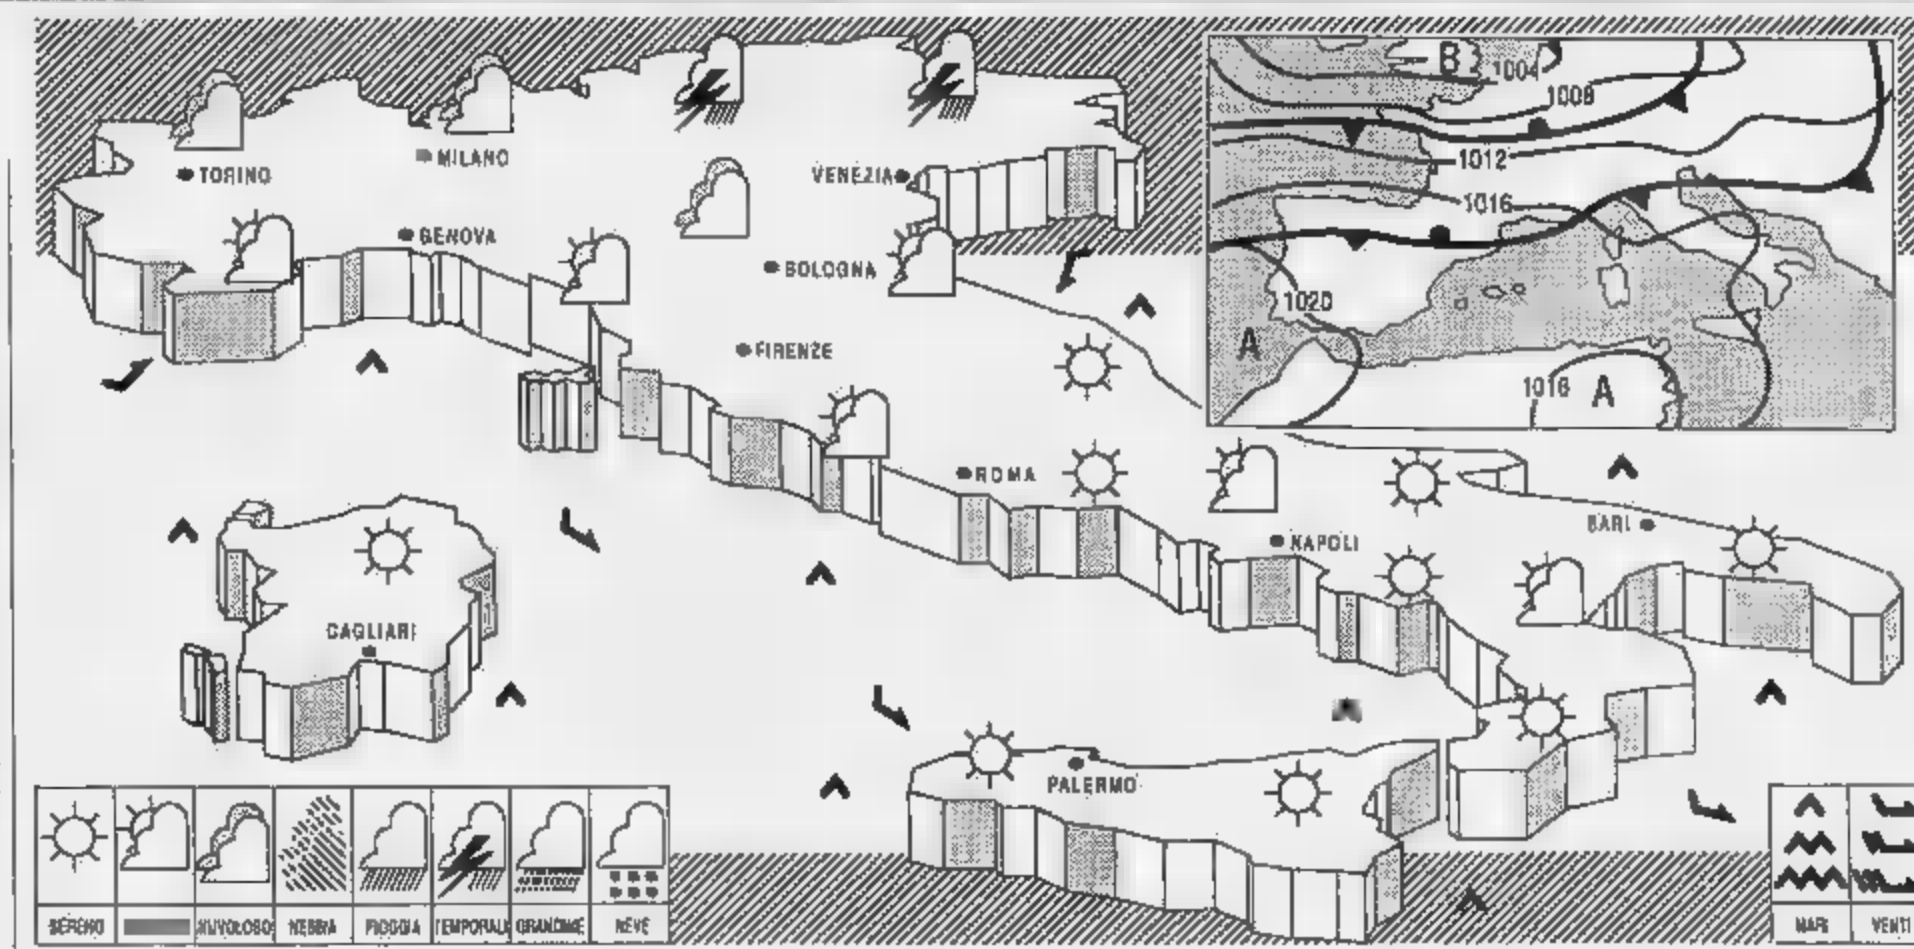 B
1004
1008
1012
1016
1020
A
1016
A
TORINO
MILANO
VENEZIA
GENOVA
BOLOGNA
FIRENZE
ROMA
NAPOLI
BARI
CAGLIARI
PALERMO
SERENO
NUVOLOSO
NEBBIA
PIOGGIA
TEMPORALI
GRANDINE
NEVE
MARI
VENTI